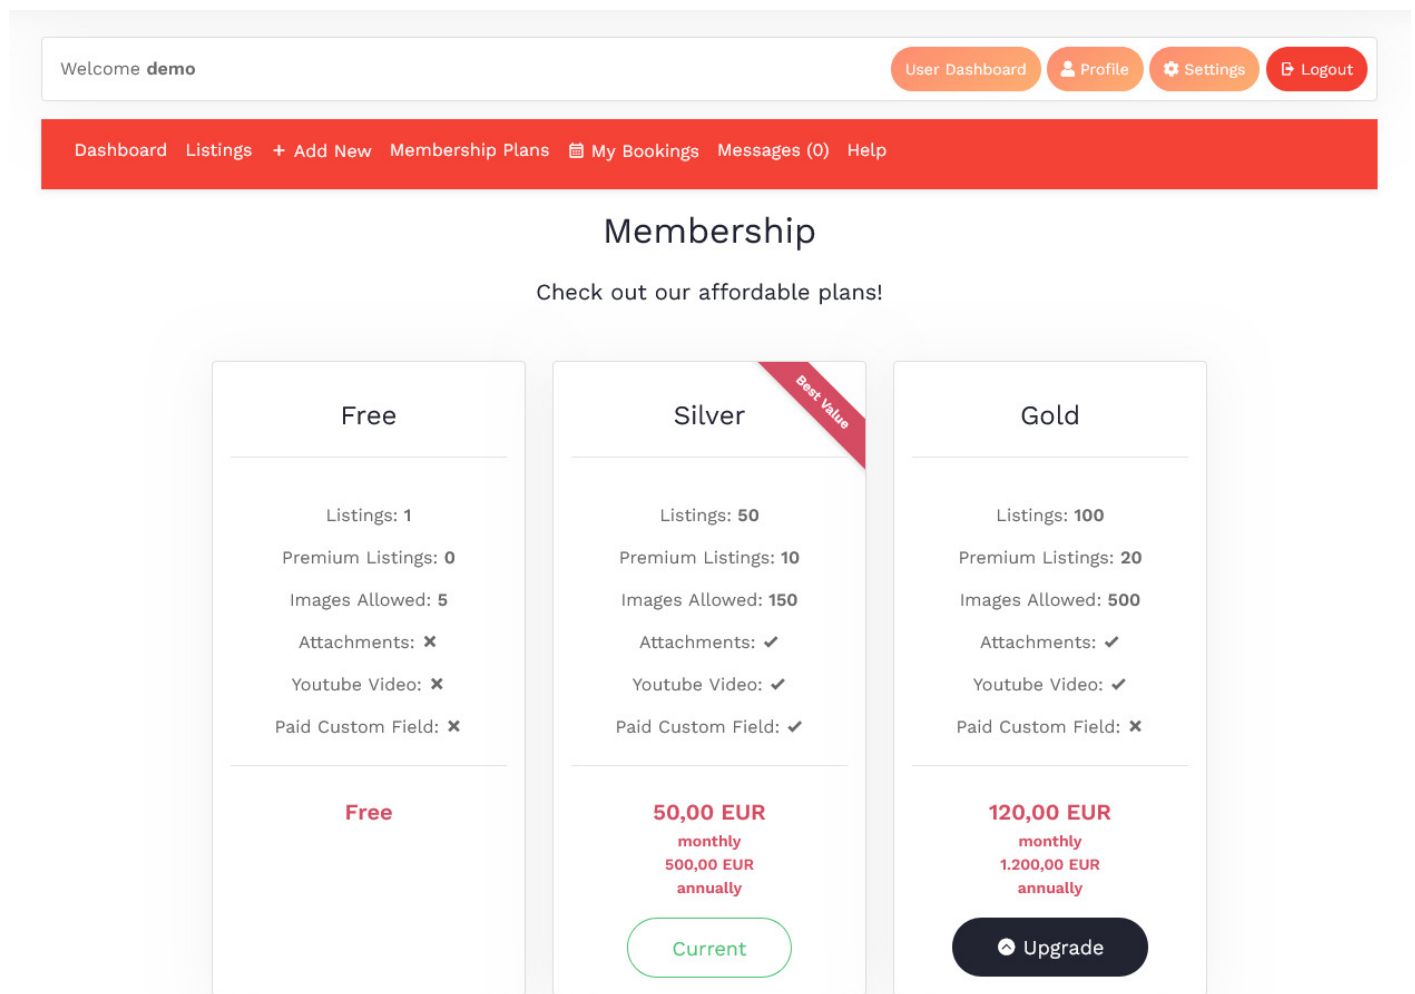 Welcome demo
User Dashboard Profile Settings Logout
Dashboard Listings + Add New Membership Plans My Bookings Messages (0) Help
Membership
Check out our affordable plans!
Free
Listings: 1
Premium Listings: 0
Images Allowed: 5
Attachments: ✖
Youtube Video: ✖
Paid Custom Field: ✖
Free
Best Value
Silver
Listings: 50
Premium Listings: 10
Images Allowed: 150
Attachments: ✔
Youtube Video: ✔
Paid Custom Field: ✔
50,00 EUR
monthly
500,00 EUR
annually
Current
Gold
Listings: 100
Premium Listings: 20
Images Allowed: 500
Attachments: ✔
Youtube Video: ✔
Paid Custom Field: ✖
120,00 EUR
monthly
1.200,00 EUR
annually
Upgrade